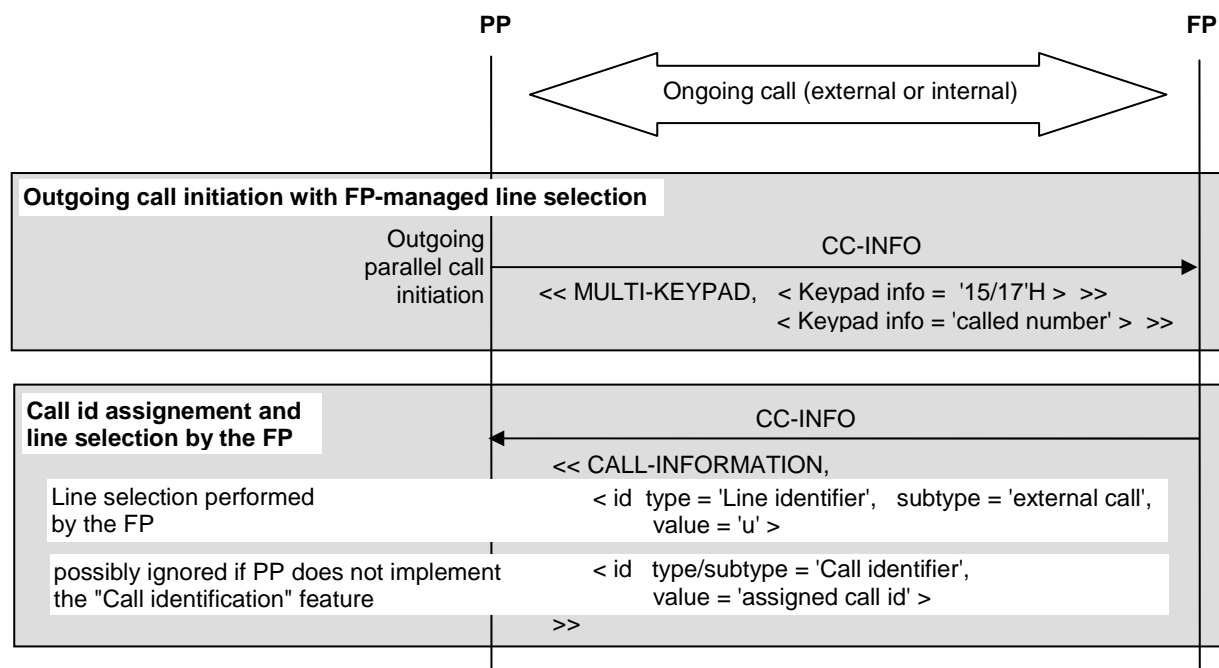 PP FP
Ongoing call (external or internal)
Outgoing call initiation with FP-managed line selection
Outgoing
parallel call
initiation
CC-INFO
<< MULTI-KEYPAD, < Keypad info = '15/17'H > >>
< Keypad info = 'called number' > >>
Call id assignement and
line selection by the FP
CC-INFO
<< CALL-INFORMATION,
Line selection performed
by the FP
< id type = 'Line identifier', subtype = 'external call',
value = 'u' >
possibly ignored if PP does not implement
the "Call identification" feature
< id type/subtype = 'Call identifier',
value = 'assigned call id' >
>>